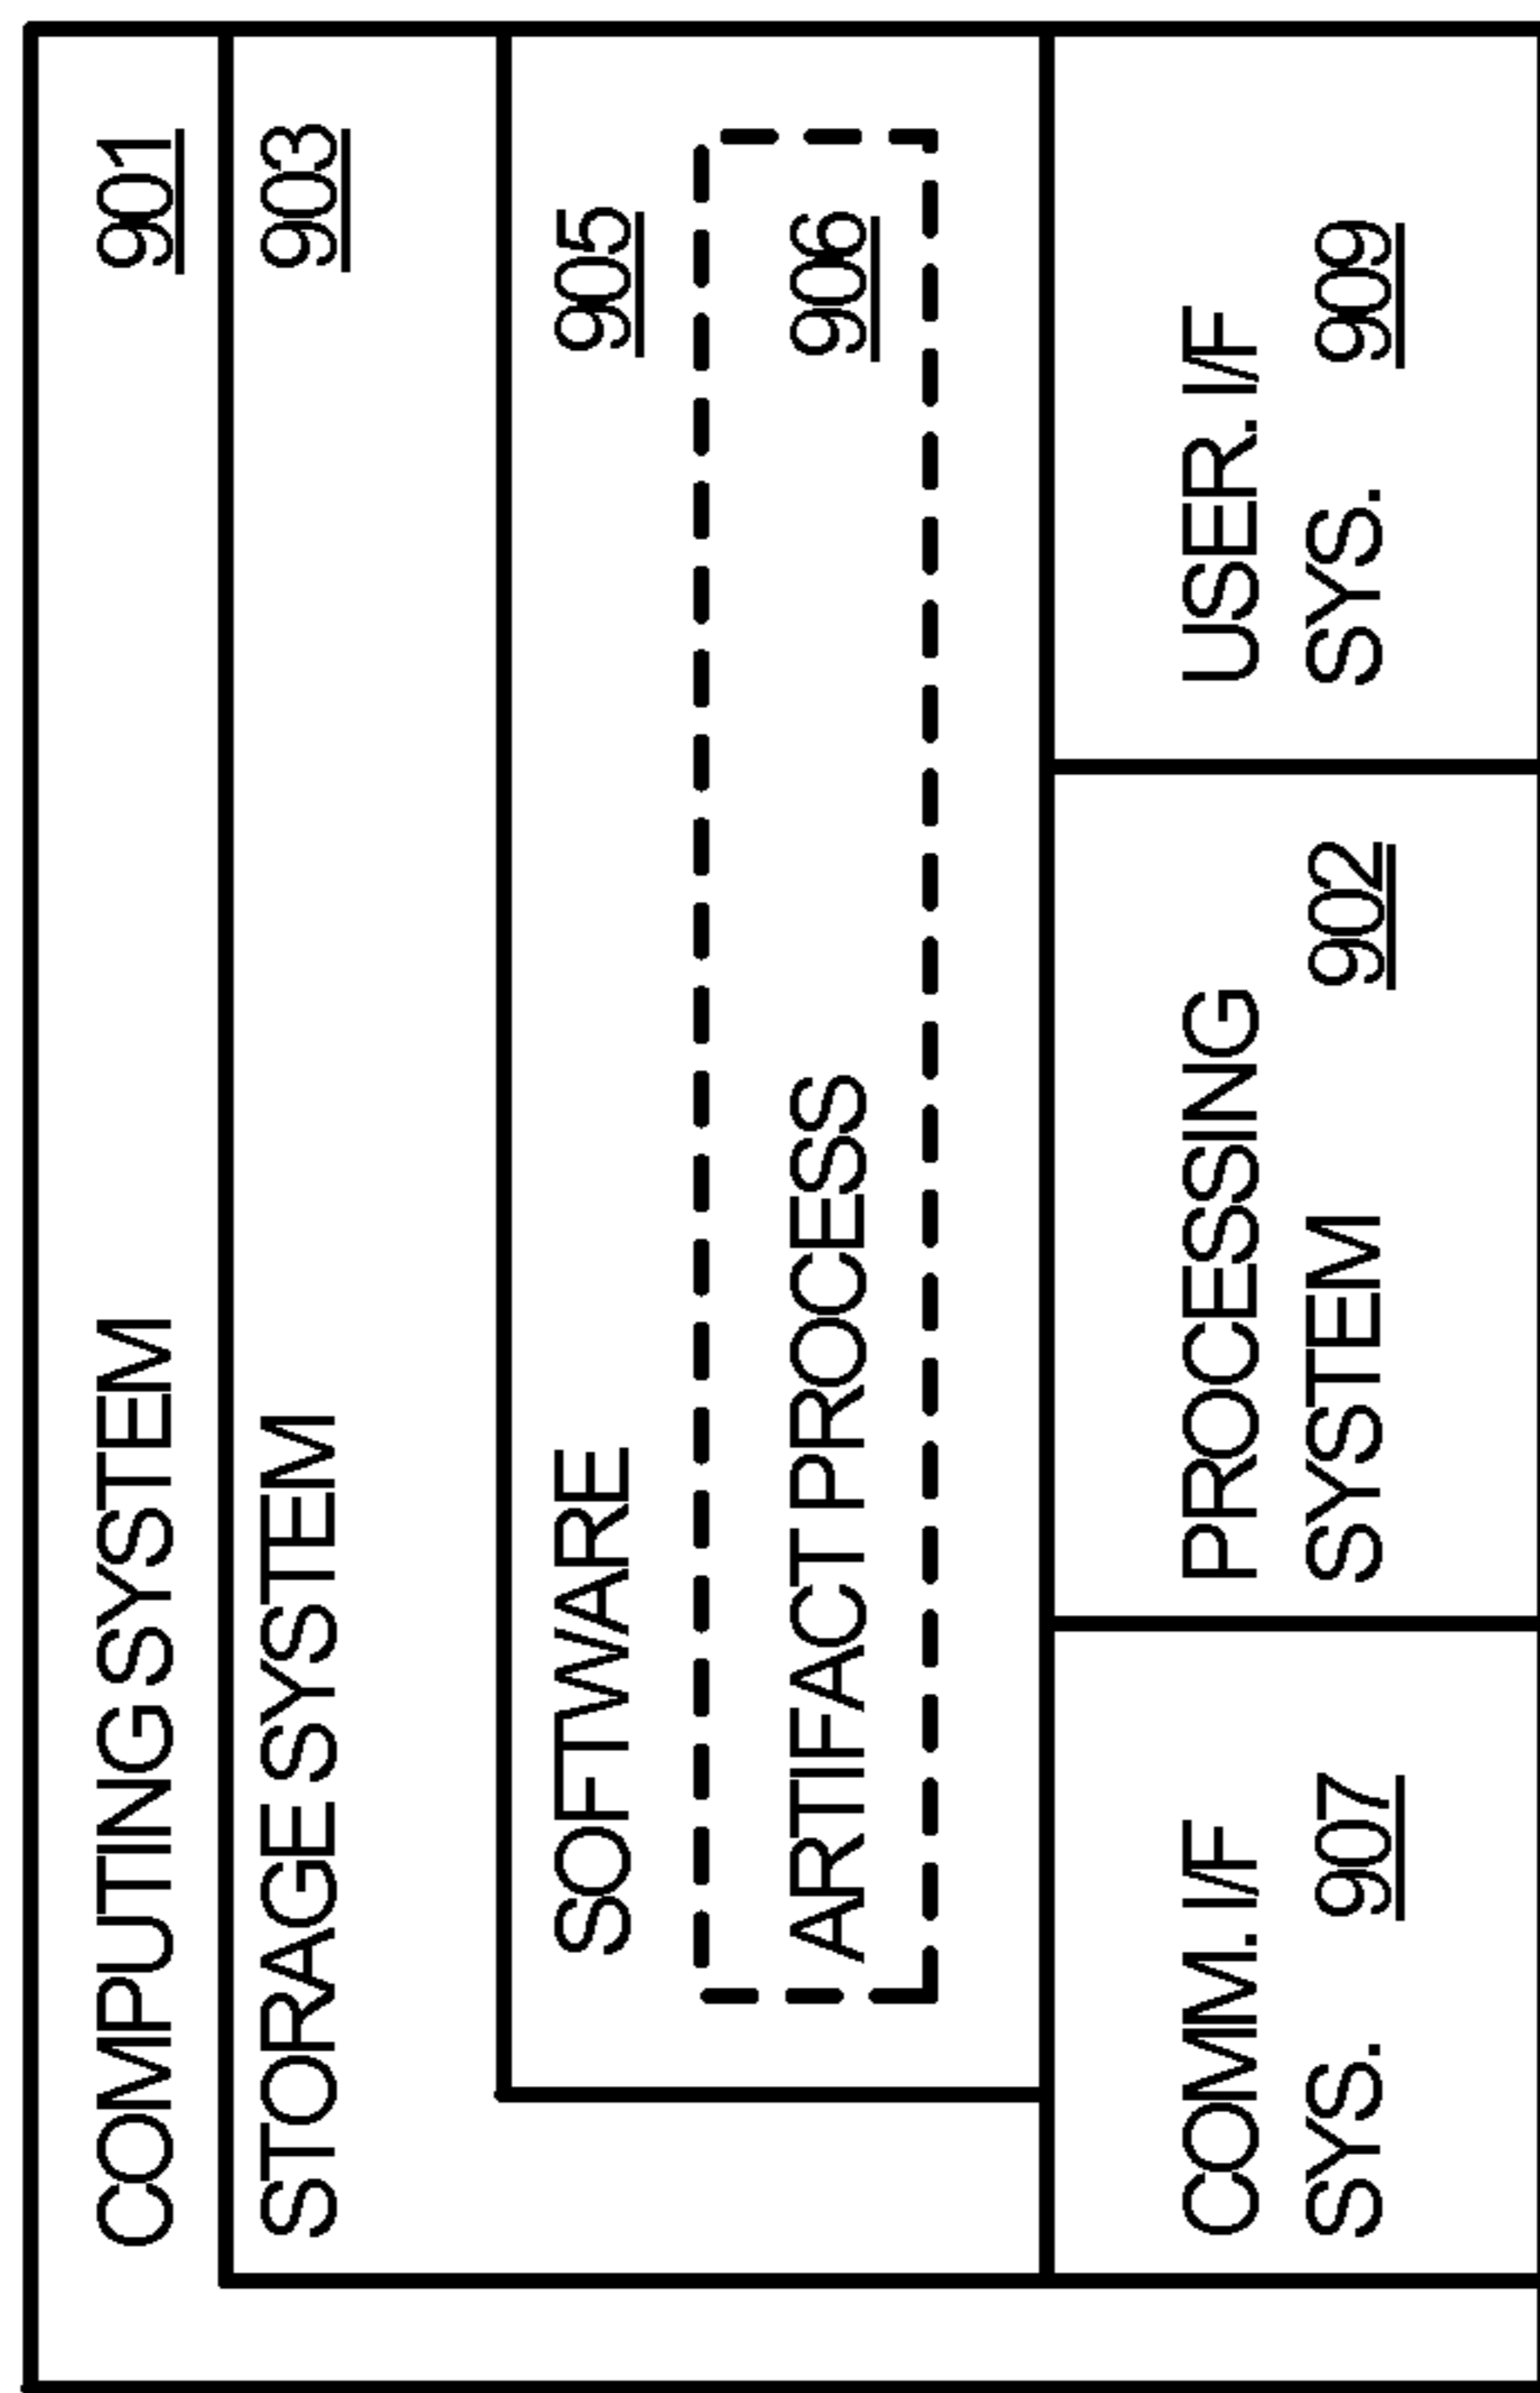 COMPUTING SYSTEM 901
STORAGE SYSTEM 903
SOFTWARE 905
ARTIFACT PROCESS 906
COMM. I/F
SYS. 907
PROCESSING
SYSTEM 902
USER. I/F
SYS. 909